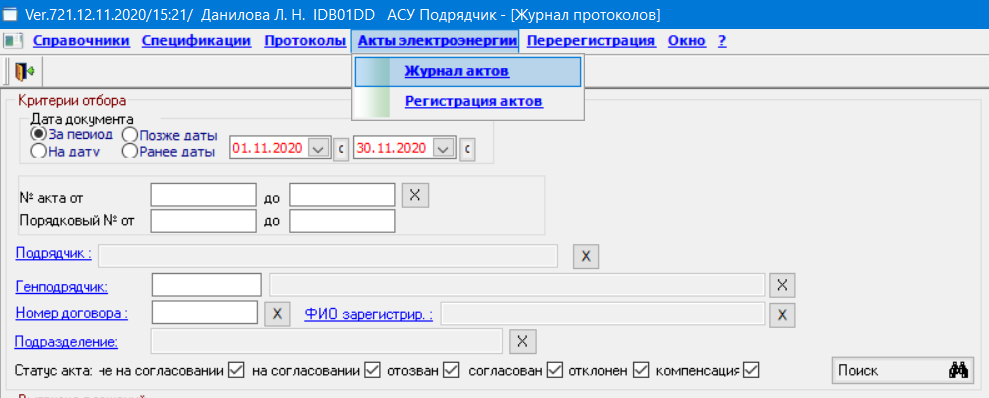 Ver.721.12.11.2020/15:21/ Данилова Л. Н. IDB01DD АСУ Подрядчик - [Журнал протоколов]
Справочники Спецификации Протоколы Акты электроэнергии Перерегистрация Окно ?
Журнал актов
Регистрация актов
Критерии отбора
Дата документа
За период Позже даты
На дату Ранее даты 01.11.2020 с 30.11.2020 с
№ акта от до X
Порядковый № от до
Подрядчик : X
Генподрядчик: X
Номер договора : X ФИО зарегистрир. : X
Подразделение: X
Статус акта: не на согласовании на согласовании отозван согласован отклонен компенсация Поиск